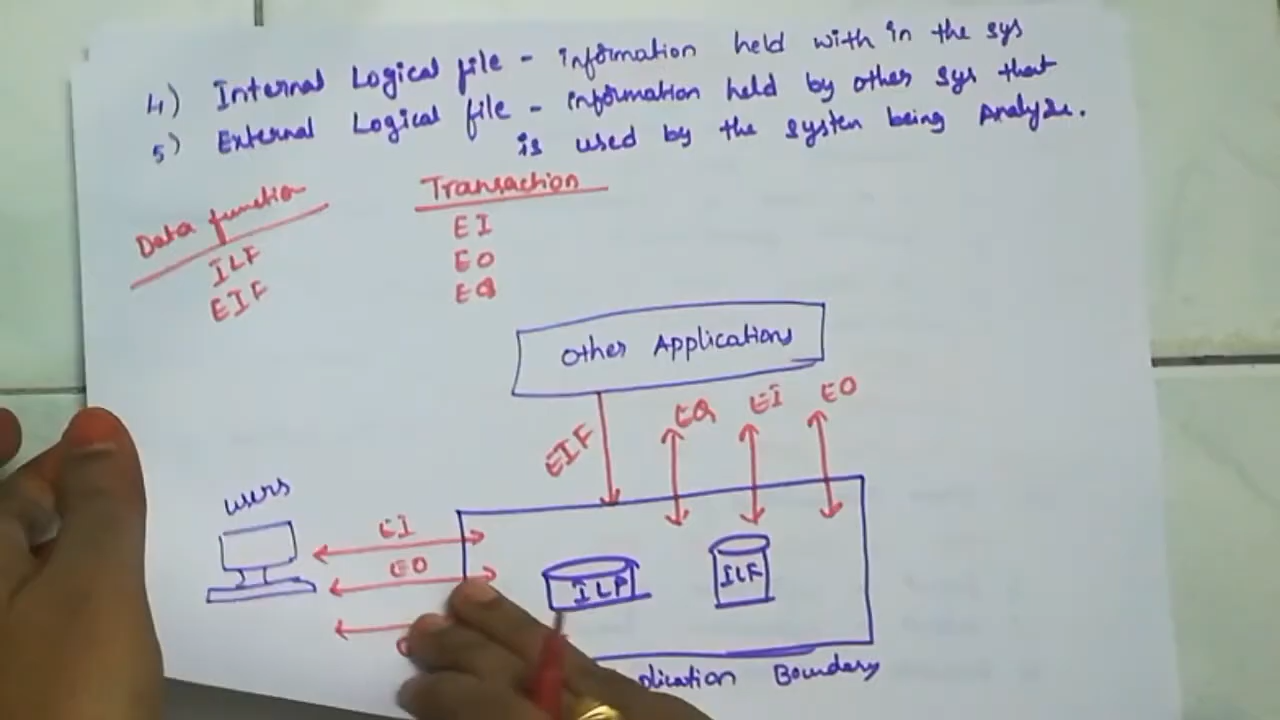 4) Internal Logical file - information held with in the sys
5) External Logical file - information held by other sys that
is used by the system being Analyze.
Data function
ILF
EIF
Transaction
EI
EO
EQ
Other Applications
EIF
EQ
EI
EO
users
EI
EO
ILF
ILF
Boundary